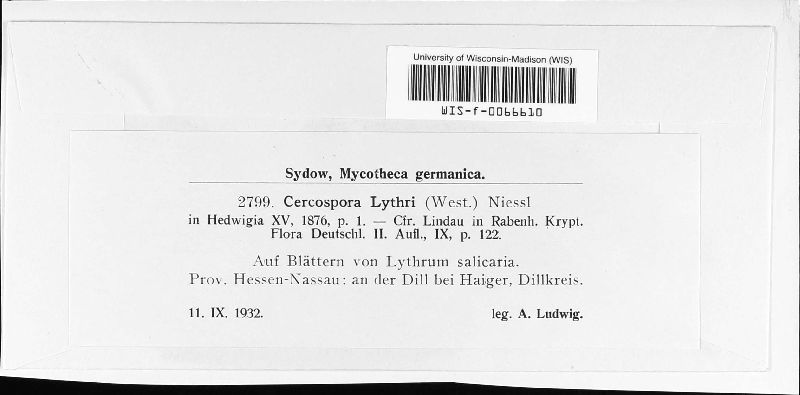 University of Wisconsin-Madison (WIS)
WIS-f-0066610
Sydow, Mycotheca germanica.
2799. Cercospora Lythri (West.) Niessl
in Hedwigia XV, 1876, p. 1. — Cfr. Lindau in Rabenh. Krypt.
Flora Deutschl. II. Aufl., IX, p. 122.
Auf Blättern von Lythrum salicaria.
Prov. Hessen-Nassau: an der Dill bei Haiger, Dillkreis.
11. IX. 1932. leg. A. Ludwig.